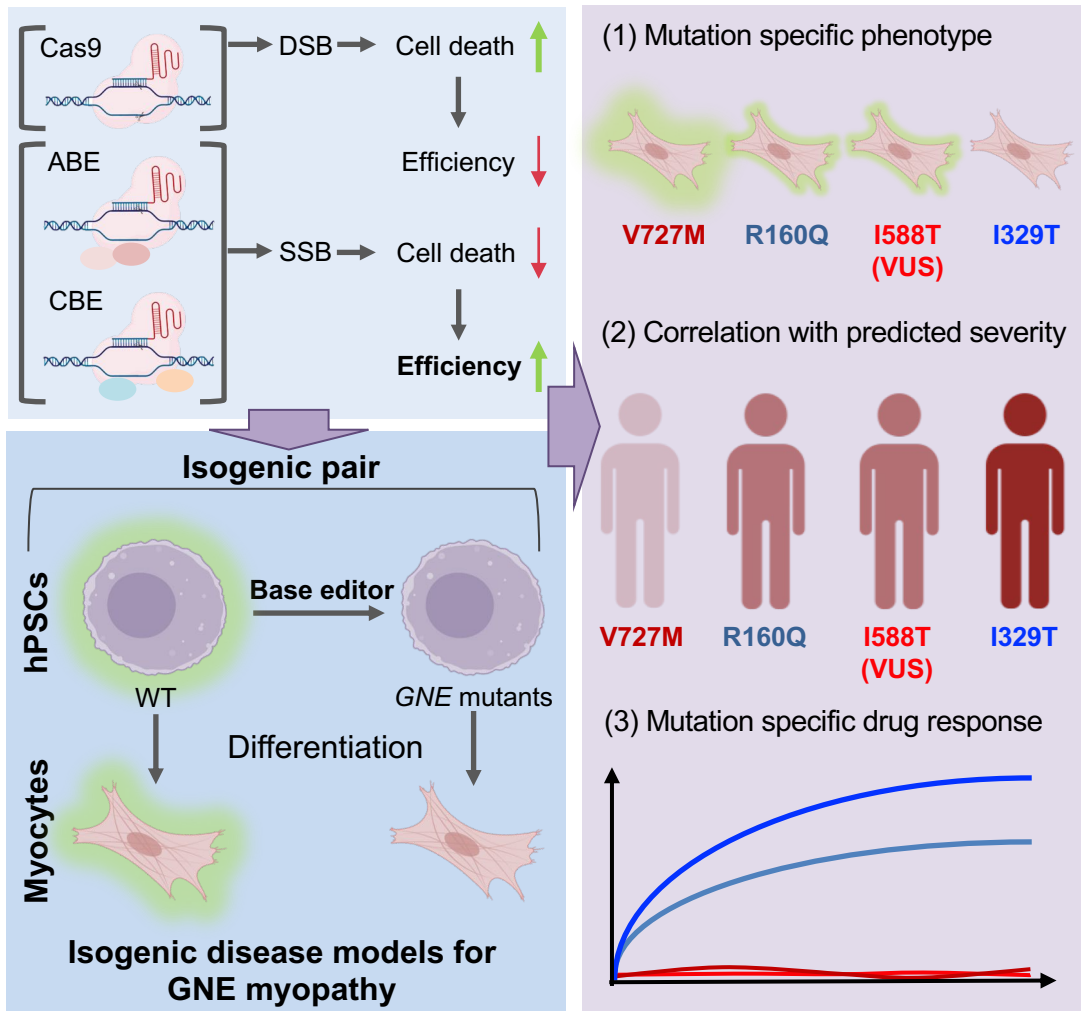 Cas9
DSB
Cell death
Efficiency
ABE
SSB
Cell death
CBE
Efficiency
Isogenic pair
hPSCs
Base editor
WT
GNE mutants
Differentiation
Myocytes
Isogenic disease models for
GNE myopathy
(1) Mutation specific phenotype
V727M
R160Q
I588T
(VUS)
I329T
(2) Correlation with predicted severity
V727M
R160Q
I588T
(VUS)
I329T
(3) Mutation specific drug response